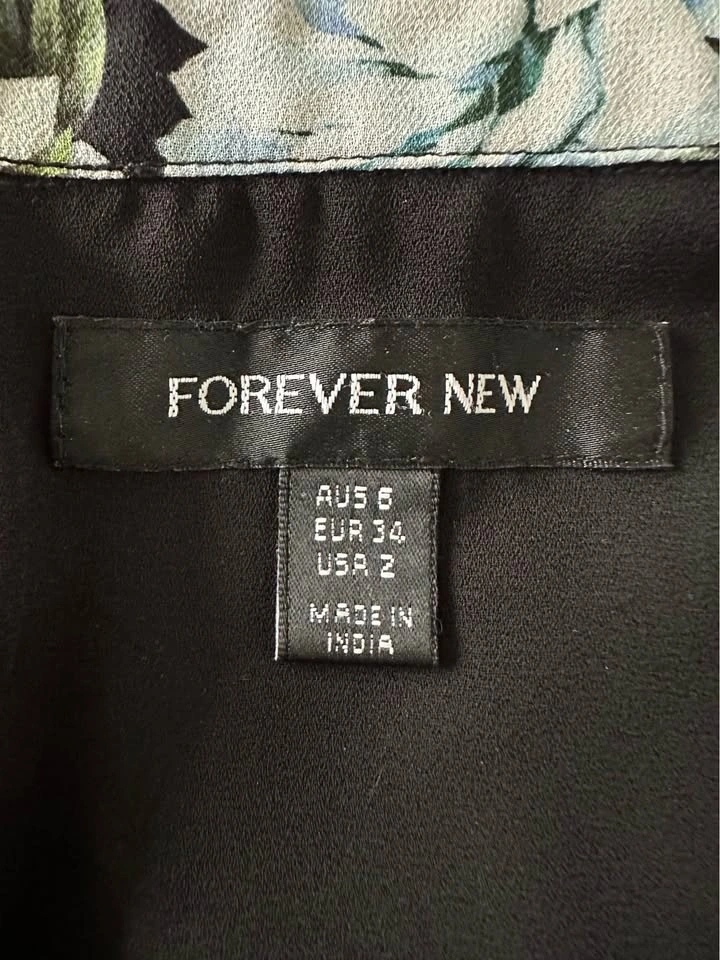 FOREVER NEW
AUS 6
EUR 34
USA 2
MADE IN
INDIA